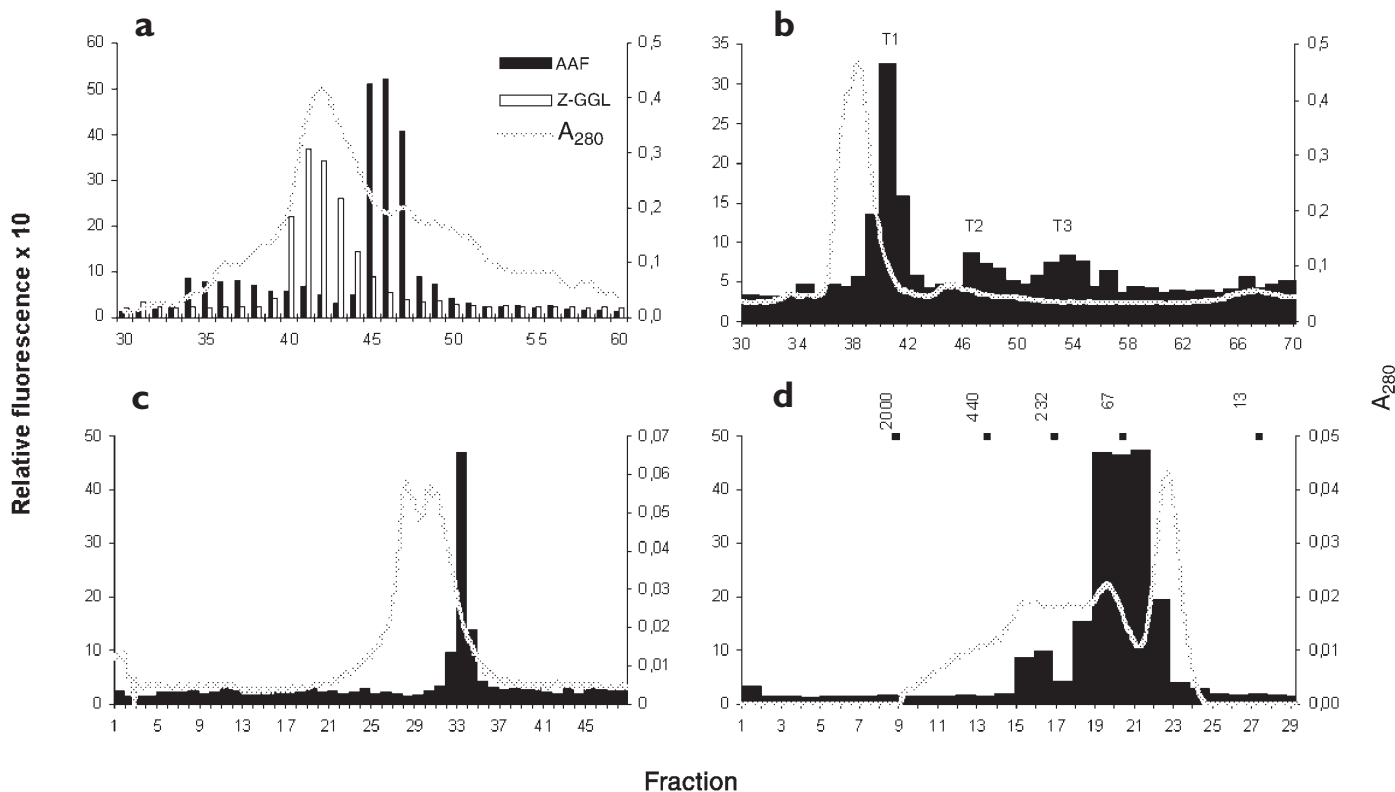 a
60
50
40
30
20
10
0
0,5
0,4
0,3
0,2
0,1
0,0
30 35 40 45 50 55 60
AAF
Z-GGL
A280
b
T1
T2
T3
35
30
25
20
15
10
5
0
0,5
0,4
0,3
0,2
0,1
0
30 34 38 42 46 50 54 58 62 66 70
c
50
40
30
20
10
0
0,07
0,06
0,05
0,04
0,03
0,02
0,01
0
1 5 9 13 17 21 25 29 33 37 41 45
d
2000 440 232 67 13
50
40
30
20
10
0
0,05
0,04
0,03
0,02
0,01
0,00
1 3 5 7 9 11 13 15 17 19 21 23 25 27 29
Relative fluorescence x 10
A280
Fraction